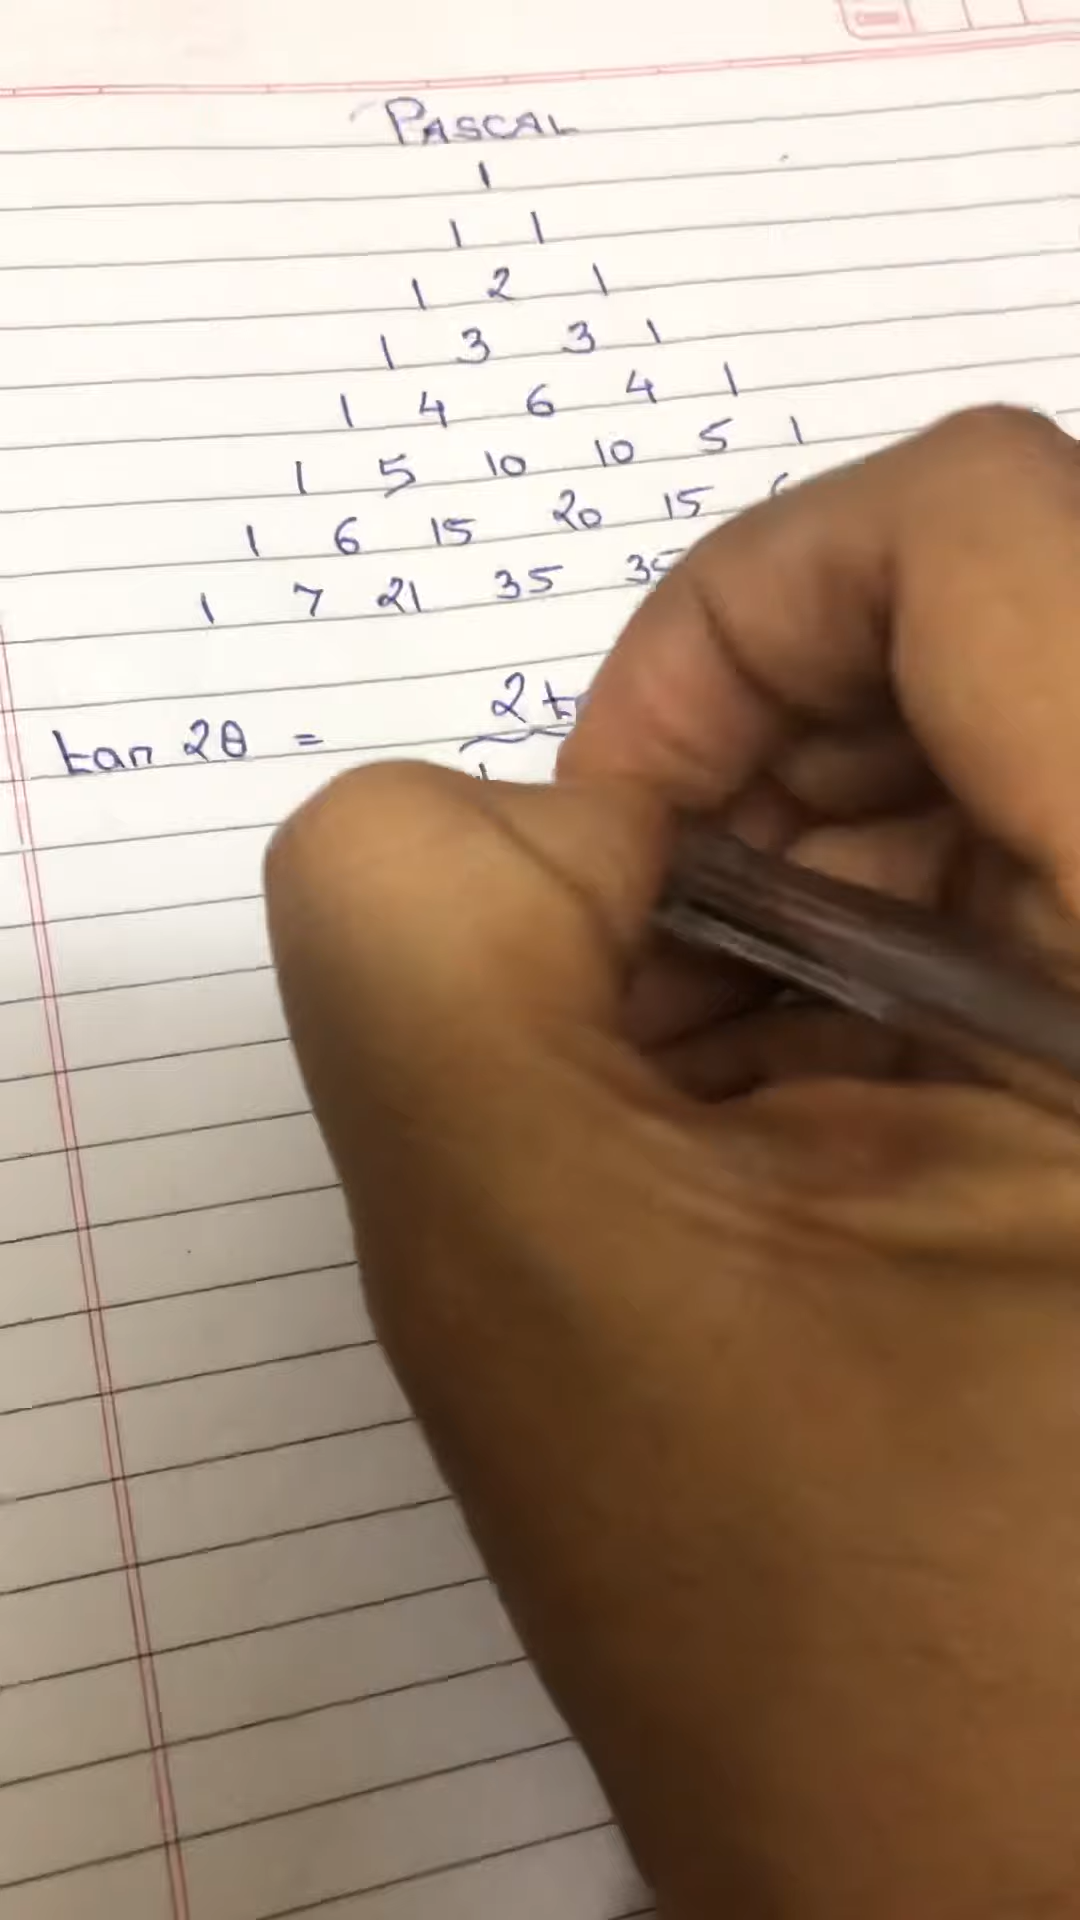 PASCAL
1
1 1
1 2 1
1 3 3 1
1 4 6 4 1
1 5 10 10 5 1
1 6 15 20 15
1 7 21 35
tan 2θ = 2